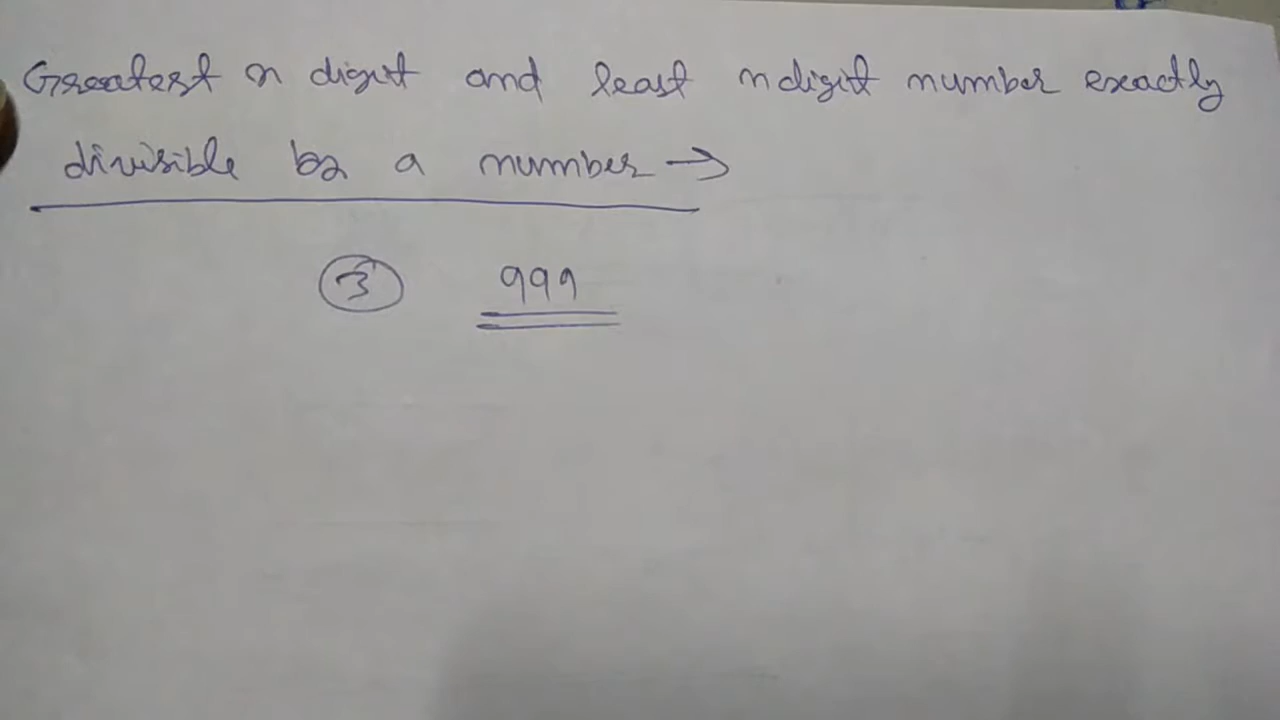 Greatest n digit and least n digit number exactly
divisible by a number →
3 999